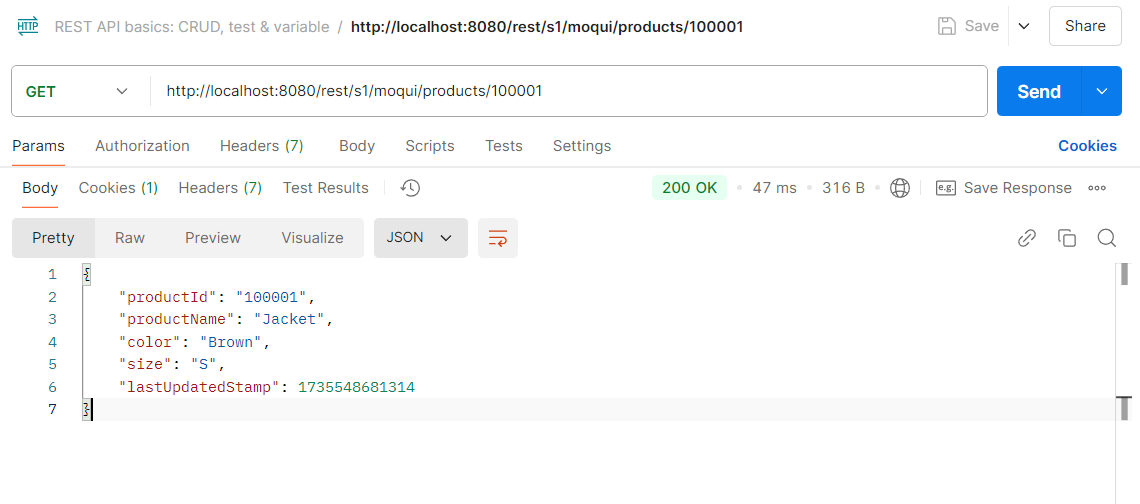 HTTP REST API basics: CRUD, test & variable / http://localhost:8080/rest/s1/moqui/products/100001 Save Share
GET http://localhost:8080/rest/s1/moqui/products/100001 Send
Params Authorization Headers (7) Body Scripts Tests Settings Cookies
Body Cookies (1) Headers (7) Test Results 200 OK 47 ms 316 B e.g. Save Response
Pretty Raw Preview Visualize JSON
1 {
2 "productId": "100001",
3 "productName": "Jacket",
4 "color": "Brown",
5 "size": "S",
6 "lastUpdatedStamp": 1735548681314
7 }